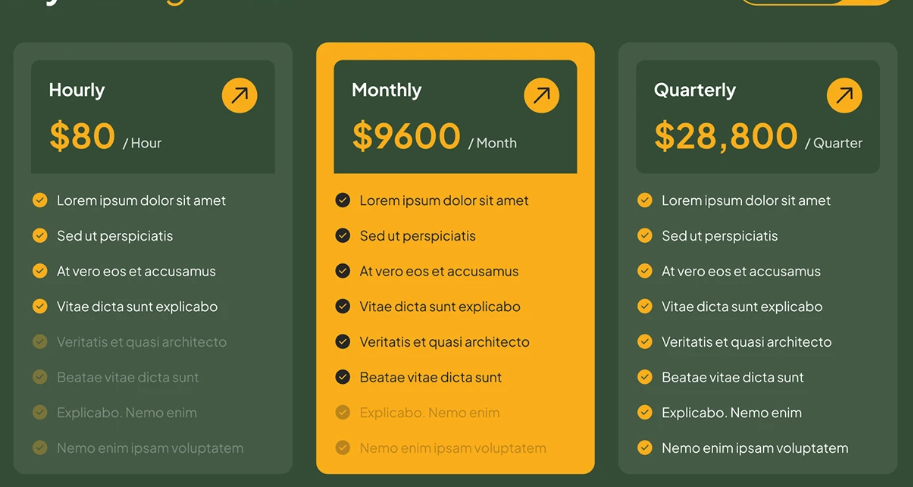 Hourly
$80 / Hour
Lorem ipsum dolor sit amet
Sed ut perspiciatis
At vero eos et accusamus
Vitae dicta sunt explicabo
Veritatis et quasi architecto
Beatae vitae dicta sunt
Explicabo. Nemo enim
Nemo enim ipsam voluptatem
Monthly
$9600 / Month
Lorem ipsum dolor sit amet
Sed ut perspiciatis
At vero eos et accusamus
Vitae dicta sunt explicabo
Veritatis et quasi architecto
Beatae vitae dicta sunt
Explicabo. Nemo enim
Nemo enim ipsam voluptatem
Quarterly
$28,800 / Quarter
Lorem ipsum dolor sit amet
Sed ut perspiciatis
At vero eos et accusamus
Vitae dicta sunt explicabo
Veritatis et quasi architecto
Beatae vitae dicta sunt
Explicabo. Nemo enim
Nemo enim ipsam voluptatem